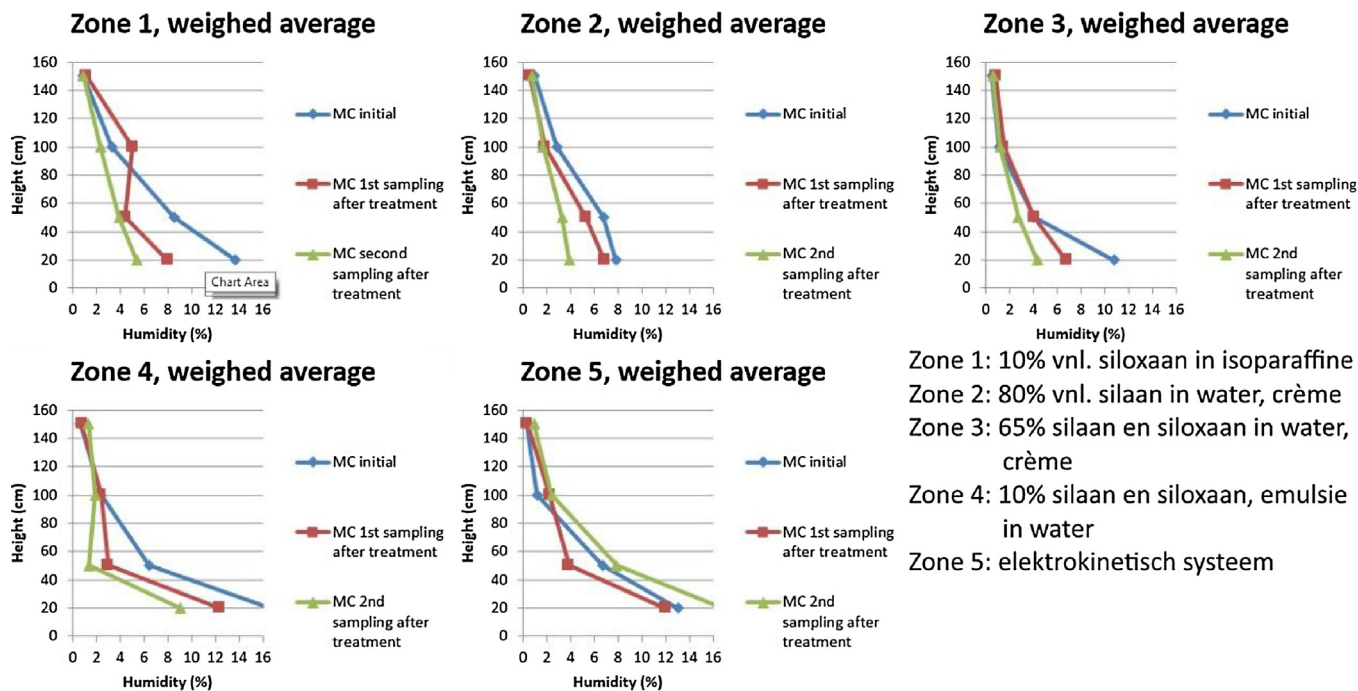 Zone 1, weighed average
160
140
120
100
80
60
40
20
0
Height (cm)
0 2 4 6 8 10 12 14 16
Humidity (%)
MC initial
MC 1st sampling
after treatment
MC second
sampling after
treatment
Chart Area
Zone 2, weighed average
160
140
120
100
80
60
40
20
0
Height (cm)
0 2 4 6 8 10 12 14 16
Humidity (%)
MC initial
MC 1st sampling
after treatment
MC 2nd
sampling after
treatment
Zone 3, weighed average
160
140
120
100
80
60
40
20
0
Height (cm)
0 2 4 6 8 10 12 14 16
Humidity (%)
MC initial
MC 1st sampling
after treatment
MC 2nd
sampling after
treatment
Zone 4, weighed average
160
140
120
100
80
60
40
20
0
Height (cm)
0 2 4 6 8 10 12 14 16
Humidity (%)
MC initial
MC 1st sampling
after treatment
MC 2nd
sampling after
treatment
Zone 5, weighed average
160
140
120
100
80
60
40
20
0
Height (cm)
0 2 4 6 8 10 12 14 16
Humidity (%)
MC initial
MC 1st sampling
after treatment
MC 2nd
sampling after
treatment
Zone 1: 10% vnl. siloxaan in isoparaffine
Zone 2: 80% vnl. silaan in water, crème
Zone 3: 65% silaan en siloxaan in water,
crème
Zone 4: 10% silaan en siloxaan, emulsie
in water
Zone 5: elektrokinetisch systeem